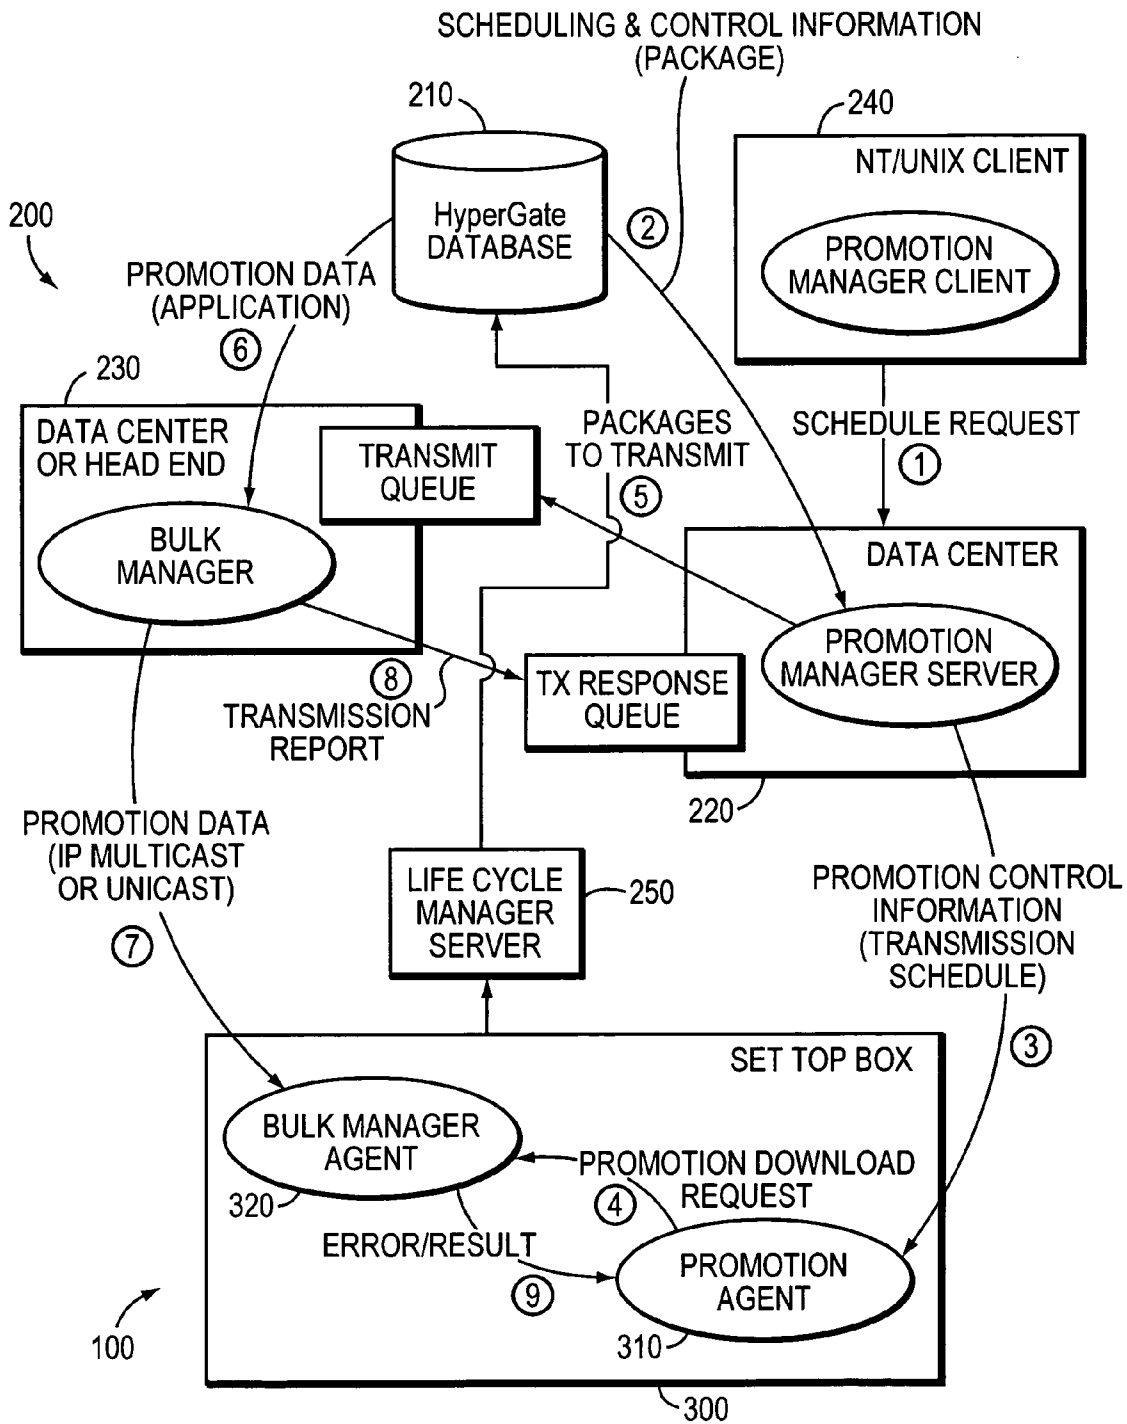 SCHEDULING & CONTROL INFORMATION
(PACKAGE)
210
240
NT/UNIX CLIENT
PROMOTION
MANAGER CLIENT
HyperGate
DATABASE
2
200
PROMOTION DATA
(APPLICATION)
6
230
DATA CENTER
OR HEAD END
TRANSMIT
QUEUE
PACKAGES
TO TRANSMIT
5
SCHEDULE REQUEST
1
BULK
MANAGER
DATA CENTER
PROMOTION
MANAGER SERVER
TX RESPONSE
QUEUE
8
TRANSMISSION
REPORT
220
PROMOTION DATA
(IP MULTICAST
OR UNICAST)
7
LIFE CYCLE
MANAGER
SERVER
250
PROMOTION CONTROL
INFORMATION
(TRANSMISSION
SCHEDULE)
3
SET TOP BOX
BULK MANAGER
AGENT
320
PROMOTION DOWNLOAD
REQUEST
4
ERROR/RESULT
9
PROMOTION
AGENT
310
100
300